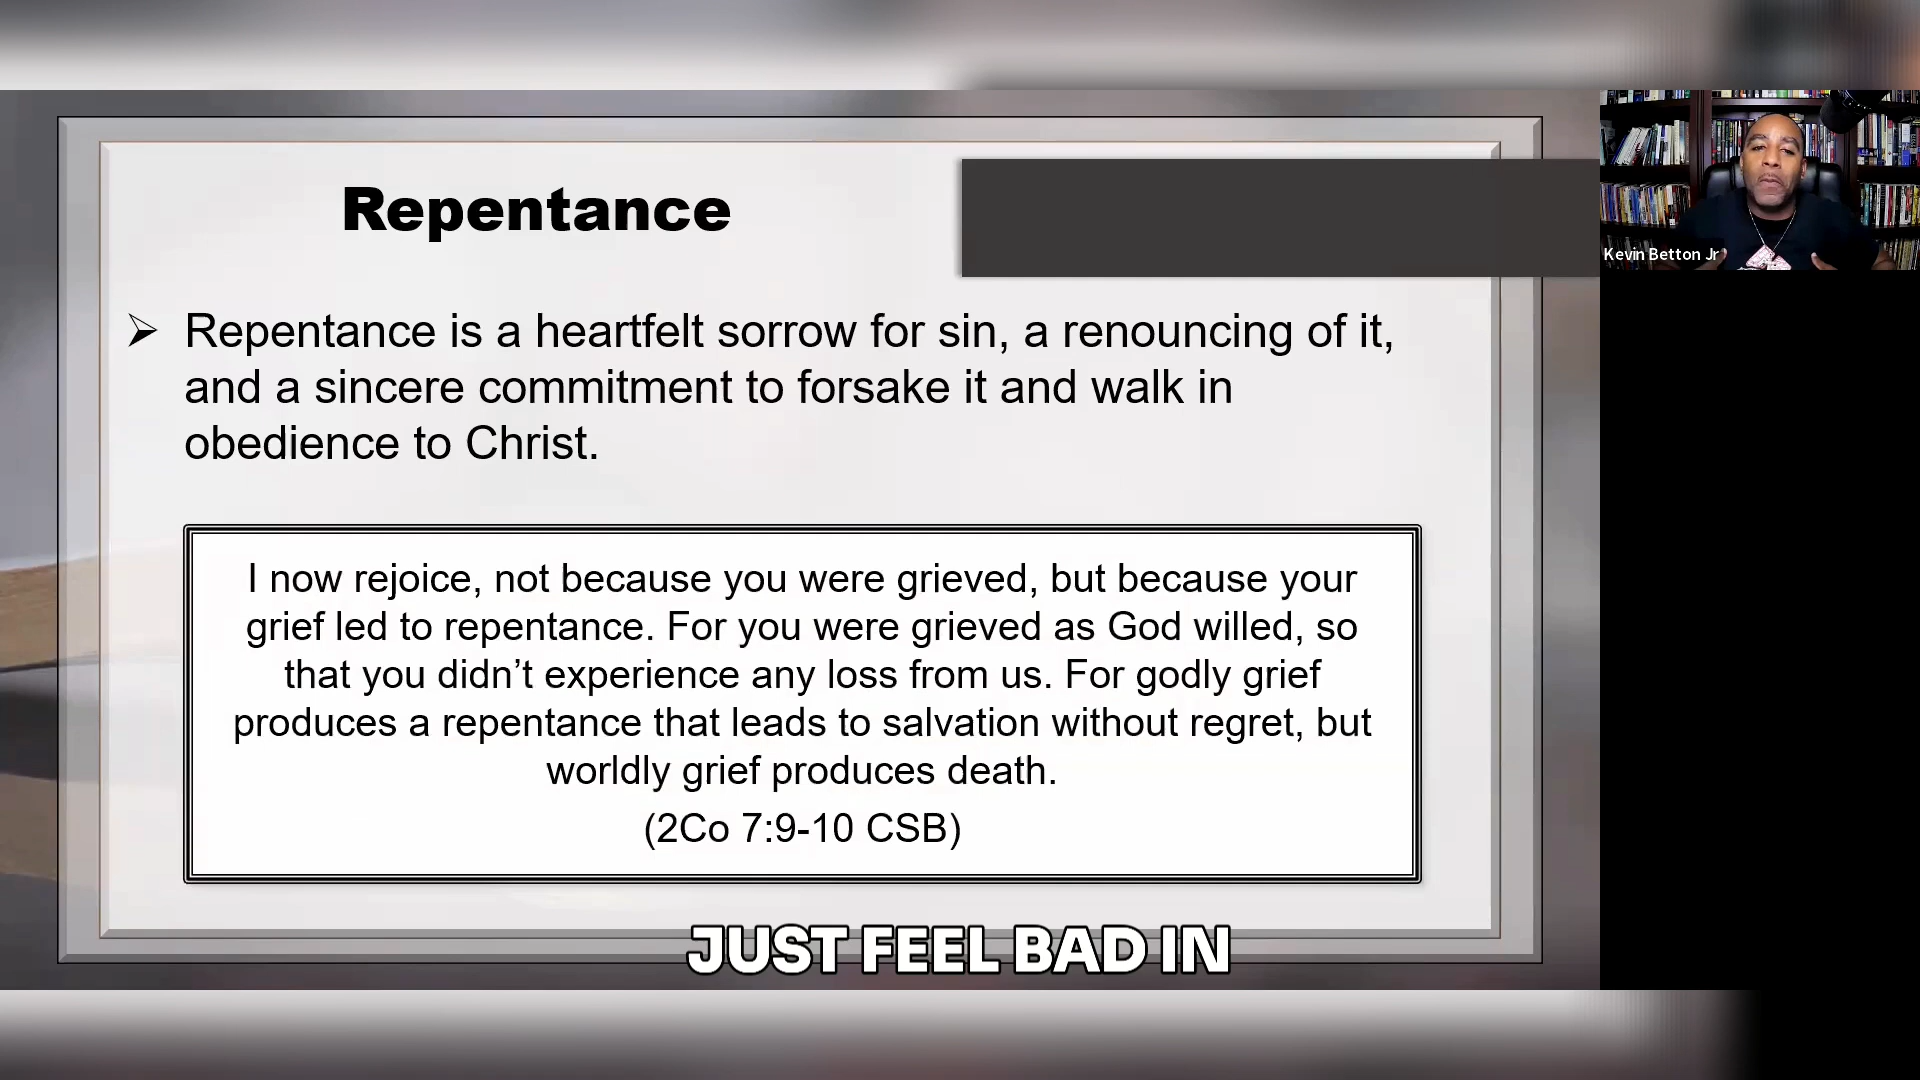 Repentance
Kevin Betton Jr
➢ Repentance is a heartfelt sorrow for sin, a renouncing of it,
and a sincere commitment to forsake it and walk in
obedience to Christ.
I now rejoice, not because you were grieved, but because your
grief led to repentance. For you were grieved as God willed, so
that you didn’t experience any loss from us. For godly grief
produces a repentance that leads to salvation without regret, but
worldly grief produces death.
(2Co 7:9-10 CSB)
JUST FEEL BAD IN